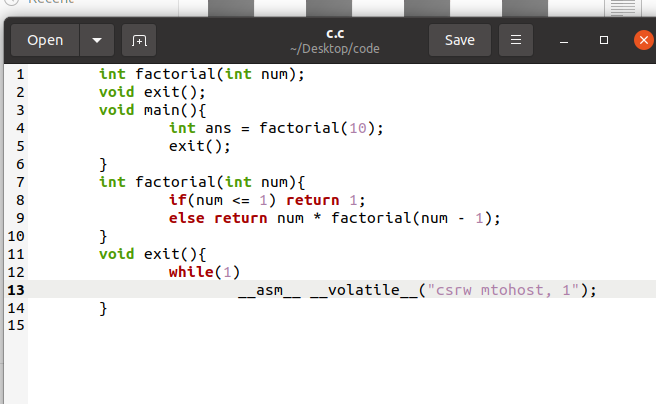 Recent
Open
c.c
~/Desktop/code
Save
1 int factorial(int num);
2 void exit();
3 void main(){
4 int ans = factorial(10);
5 exit();
6 }
7 int factorial(int num){
8 if(num <= 1) return 1;
9 else return num * factorial(num - 1);
10 }
11 void exit(){
12 while(1)
13 __asm__ __volatile__("csrw mtohost, 1");
14 }
15